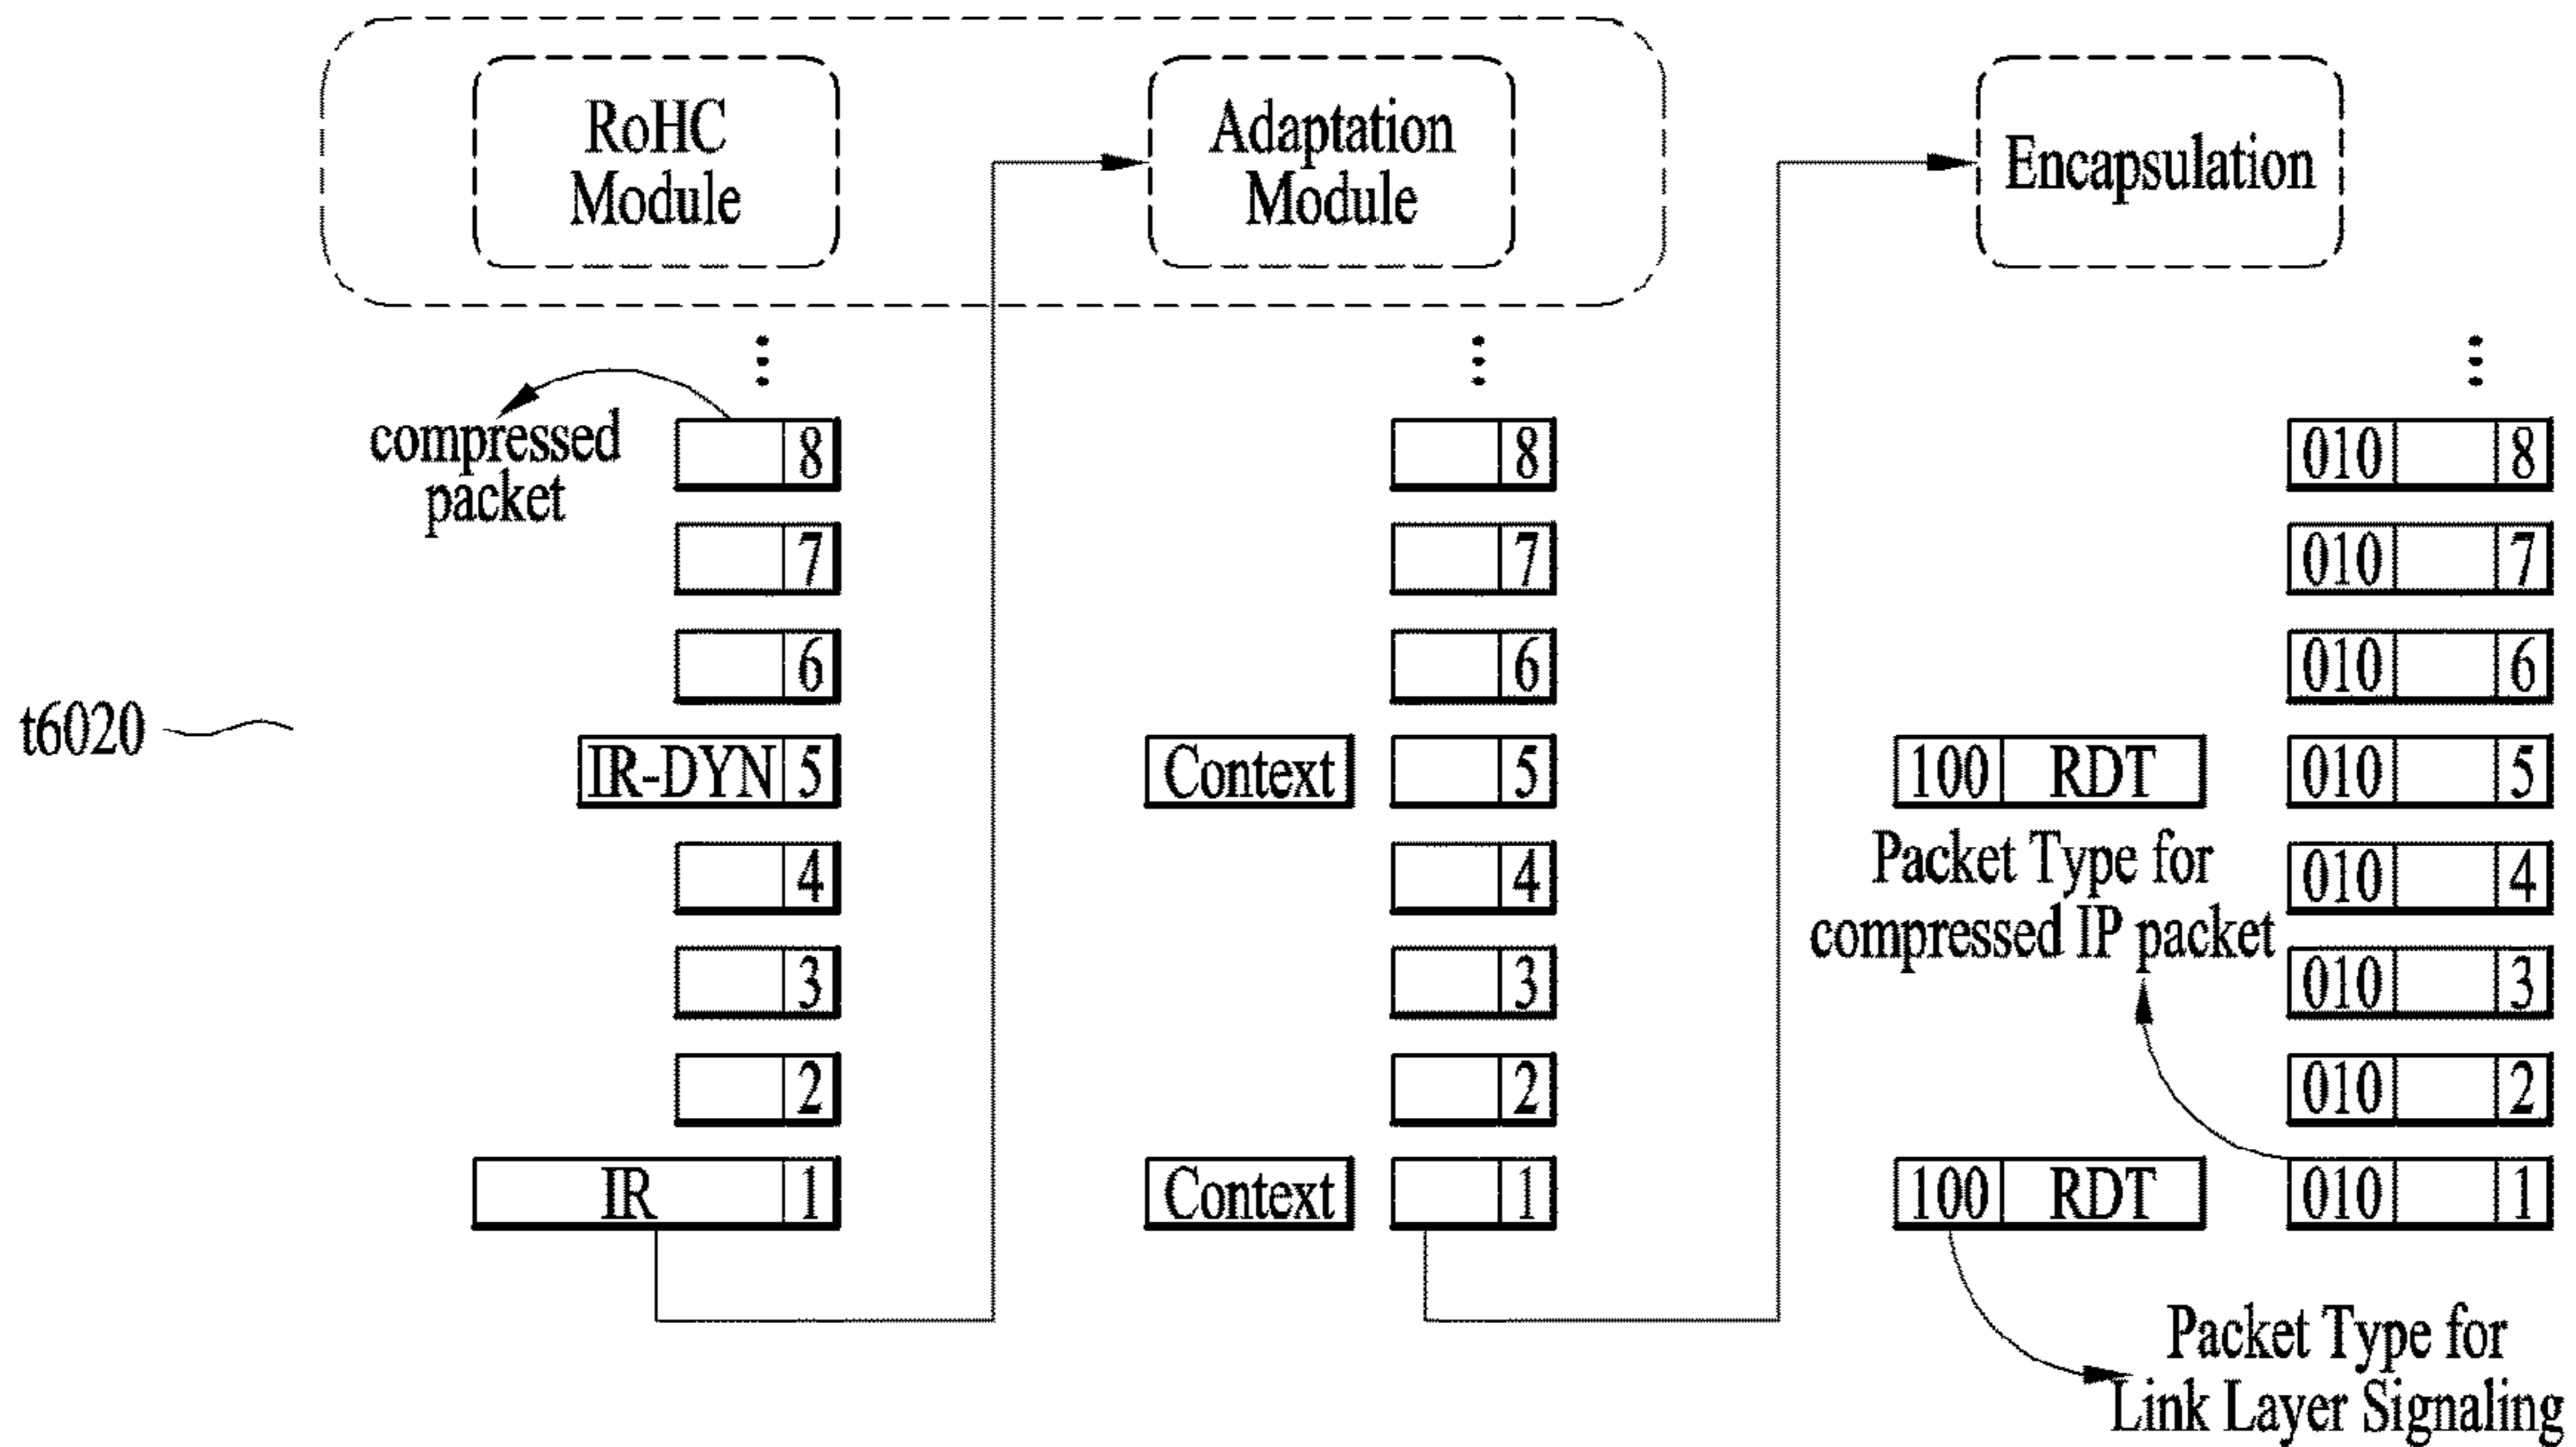 RoHC
Module
Adaptation
Module
Encapsulation
compressed
packet
8
8
010 8
7
7
010 7
6
6
010 6
t6020
IR-DYN 5
Context 5
100 RDT 010 5
4
4
Packet Type for
compressed IP packet
010 4
3
3
010 3
2
2
010 2
IR 1
Context 1
100 RDT 010 1
Packet Type for
Link Layer Signaling